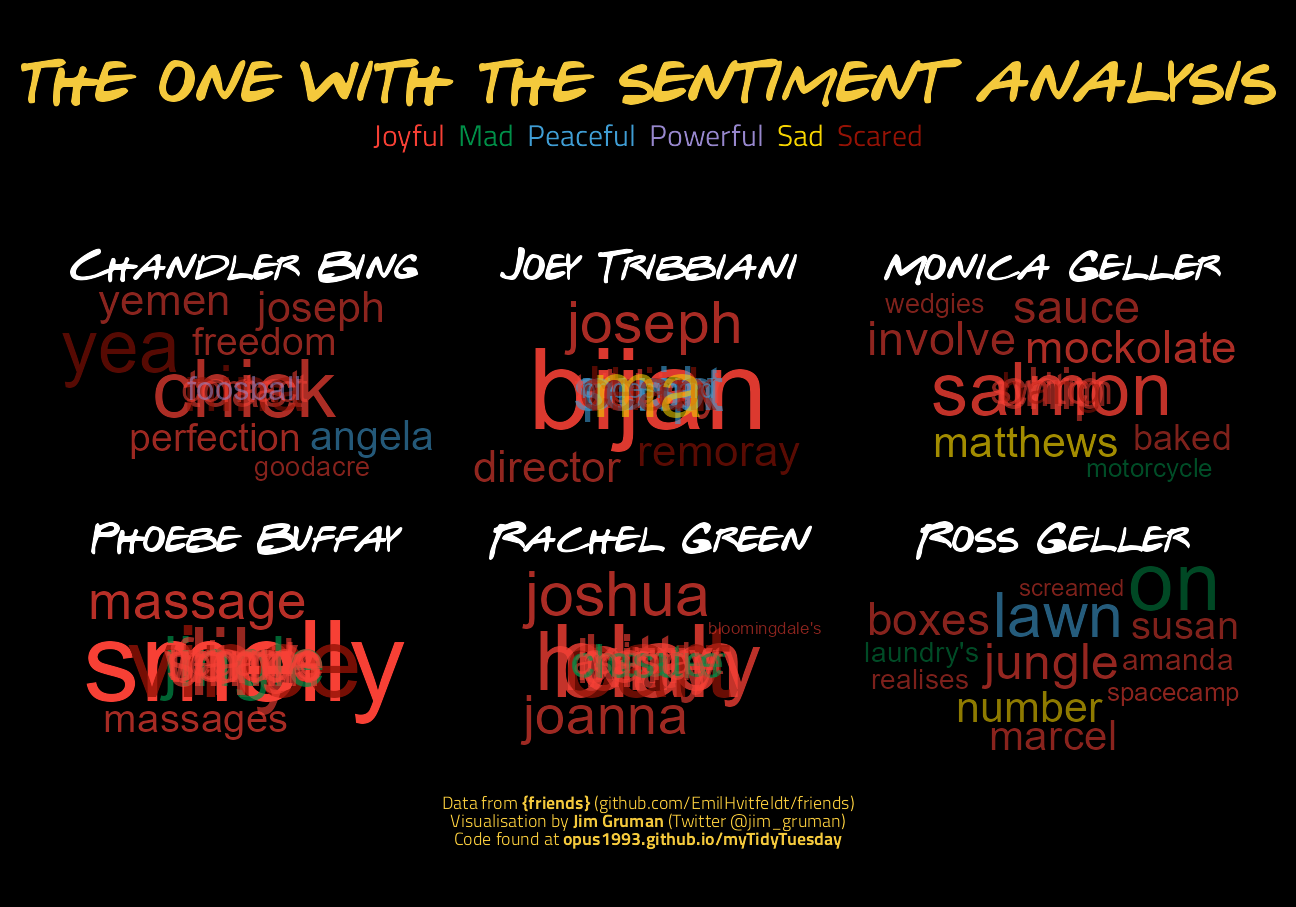 THE ONE WITH THE SENTIMENT ANALYSIS
Joyful Mad Peaceful Powerful Sad Scared
CHANDLER BING
yemen joseph
yea freedom
chick
foosball
perfection angela
goodacre
JOEY TRIBBIANI
joseph
bijan
man
director remoray
MONICA GELLER
wedgies sauce
involve mockolate
salmon
matthews baked
motorcycle
PHOEBE BUFFAY
massage
smelly
massages
RACHEL GREEN
joshua
bloomingdale's
joanna
ROSS GELLER
screamed on
boxes lawn susan
laundry's jungle amanda
realises spacecamp
number
marcel
Data from {friends} (github.com/EmilHvitfeldt/friends)
Visualisation by Jim Gruman (Twitter @jim_gruman)
Code found at opus1993.github.io/myTidyTuesday